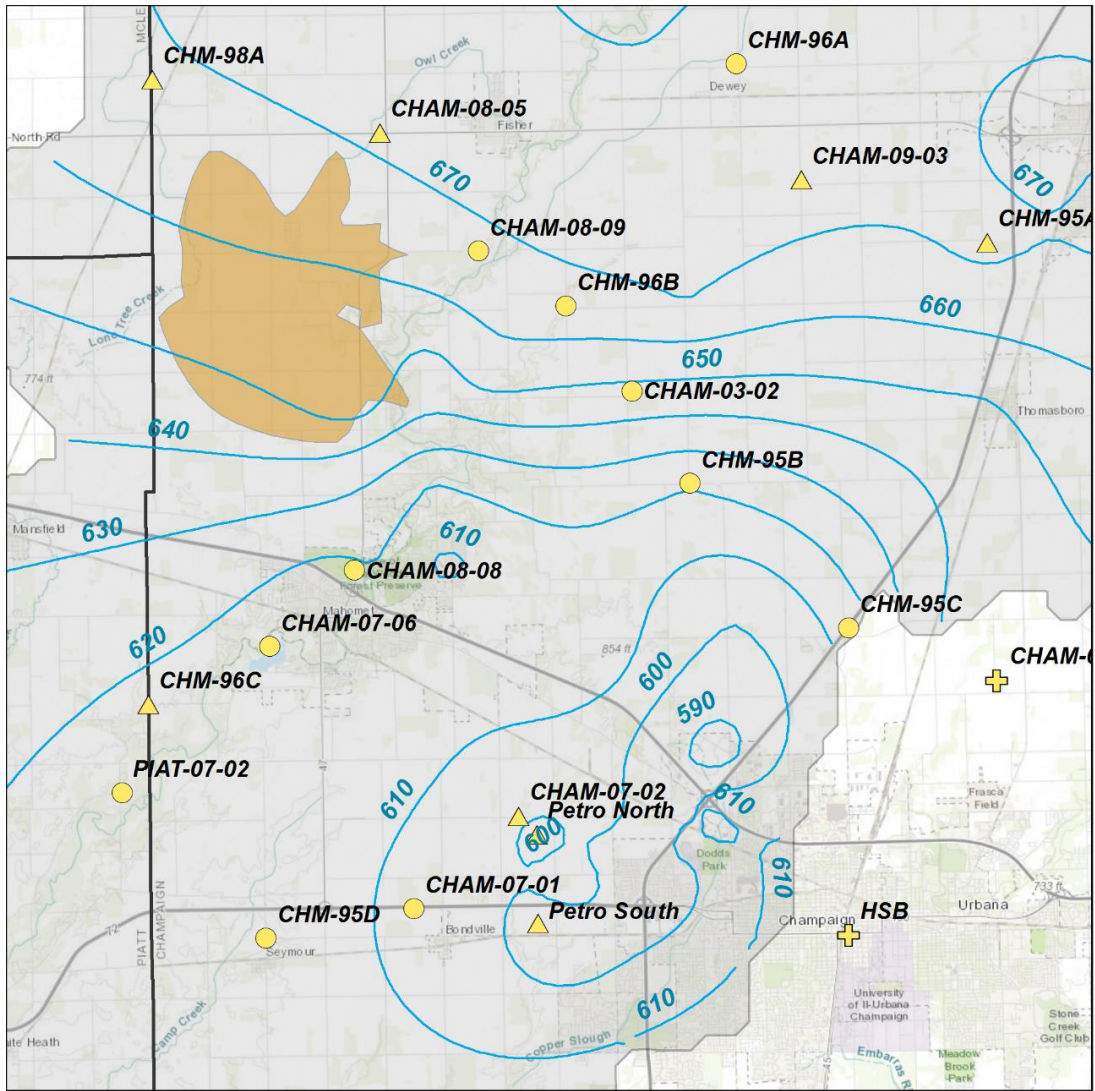 MCLE
CHM-98A
Owl Creek
CHM-96A
Dewey
CHAM-08-05
Fisher
North-Rd
CHAM-09-03
670
670
CHM-95A
CHAM-08-09
CHM-96B
Lone Tree Creek
660
650
774 ft
CHAM-03-02
Thomasboro
640
CHM-95B
Mansfield
630
610
CHAM-08-08
Forest Preserve
Mahomet
CHM-95C
CHAM-07-06
620
854 ft
600
CHAM-0
CHM-96C
590
47
PIAT-07-02
CHAM-07-02
610
610
Petro North
Frasca
Field
600
Dodds
Park
610
733 ft
CHAM-07-01
Urbana
CHM-95D
Petro South
HSB
72
Bondville
Champaign
PIATT
CHAMPAIGN
Seymour
University
of Il-Urbana
Champaign
610
Stone
Creek
Golf Club
Camp Creek
ite Heath
Copper Slough
45
Embarras R
Meadow
Brook
Park